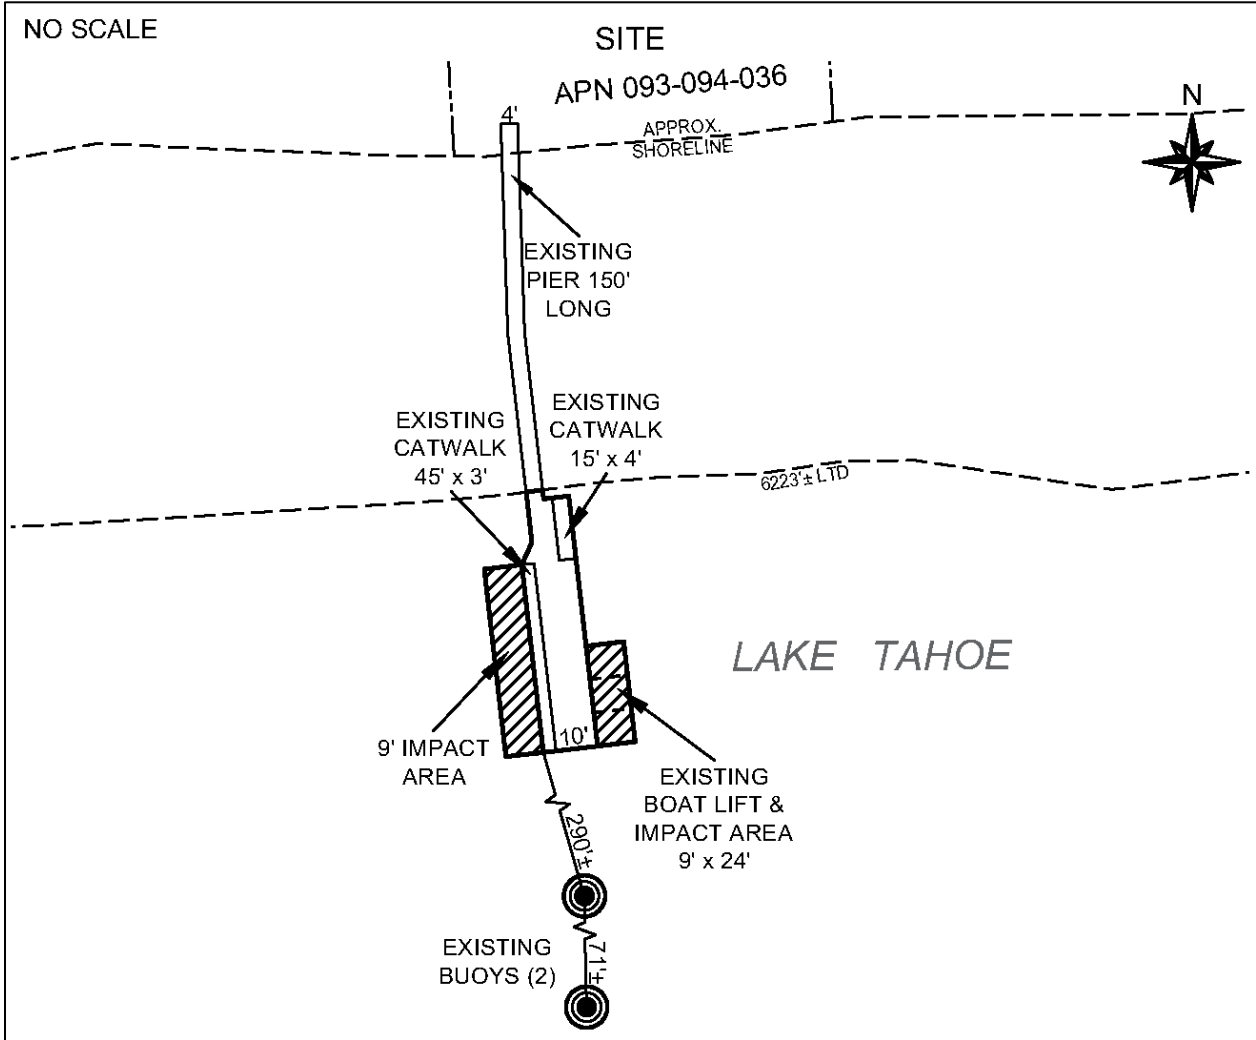 NO SCALE
SITE
APN 093-094-036
N
4'
APPROX.
SHORELINE
EXISTING
PIER 150'
LONG
EXISTING
CATWALK
45' x 3'
EXISTING
CATWALK
15' x 4'
6223'± LTD
LAKE TAHOE
10'
9' IMPACT
AREA
EXISTING
BOAT LIFT &
IMPACT AREA
9' x 24'
290'±
EXISTING
BUOYS (2)
71'±